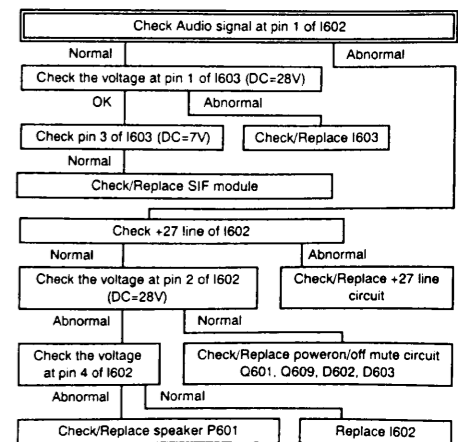 Check Audio signal at pin 1 of I602
Normal
Abnormal
Check the voltage at pin 1 of I603 (DC=28V)
OK
Abnormal
Check pin 3 of I603 (DC=7V)
Check/Replace I603
Normal
Check/Replace SIF module
Check +27 line of I602
Normal
Abnormal
Check the voltage at pin 2 of I602
(DC=28V)
Check/Replace +27 line
circuit
Abnormal
Normal
Check the voltage
at pin 4 of I602
Check/Replace poweron/off mute circuit
Q601, Q609, D602, D603
Abnormal
Normal
Check/Replace speaker P601
Replace I602